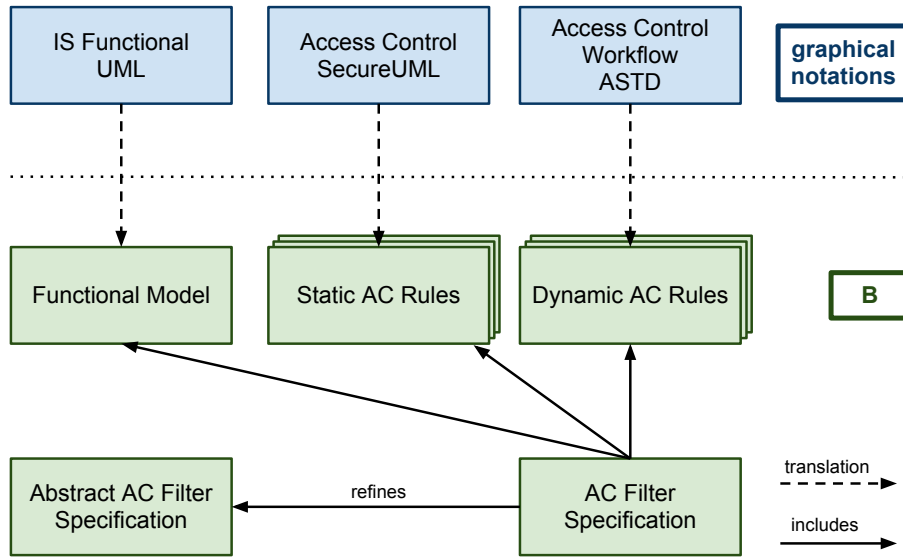 IS Functional
UML
Access Control
SecureUML
Access Control
Workflow
ASTD
graphical
notations
Functional Model
Static AC Rules
Dynamic AC Rules
B
Abstract AC Filter
Specification
refines
AC Filter
Specification
translation
includes